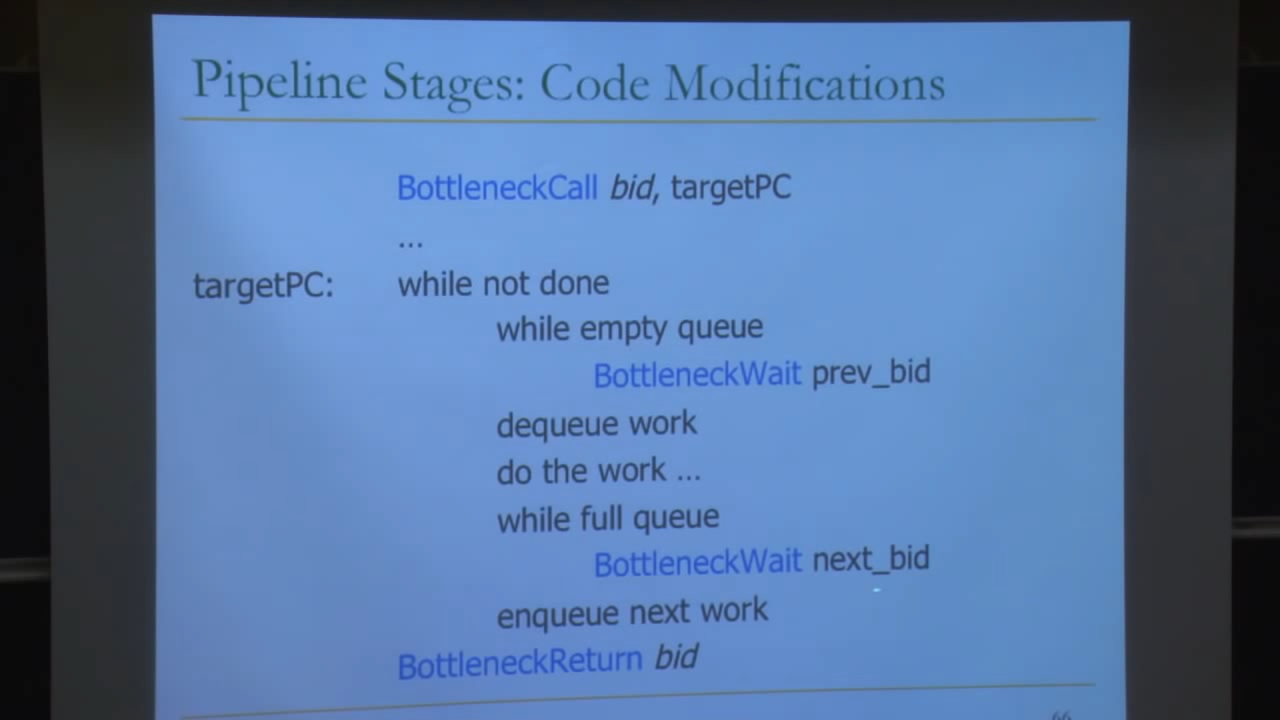 Pipeline Stages: Code Modifications
BottleneckCall bid, targetPC
...
targetPC: while not done
while empty queue
BottleneckWait prev_bid
dequeue work
do the work ...
while full queue
BottleneckWait next_bid
enqueue next work
BottleneckReturn bid
66